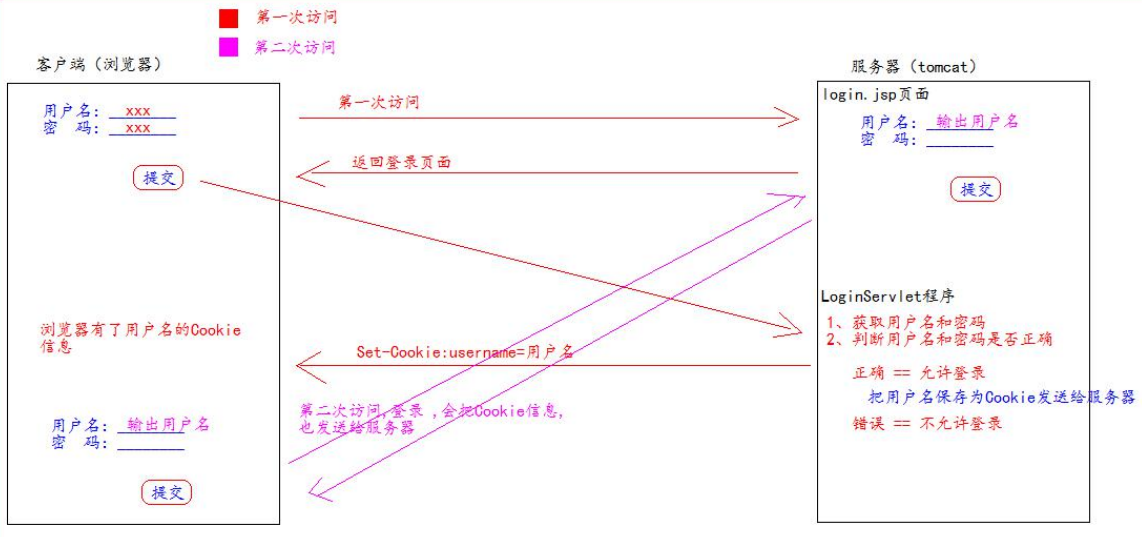 第一次访问
第二次访问
客户端（浏览器）
用户名：xxx
密　码：xxx
提交
浏览器有了用户名的Cookie
信息
用户名：输出用户名
密　码：
提交
第一次访问
返回登录页面
Set-Cookie:username=用户名
第二次访问,登录 ,会把Cookie信息,
也发送给服务器
服务器（tomcat）
login.jsp页面
用户名：输出用户名
密　码：
提交
LoginServlet程序
1、获取用户名和密码
2、判断用户名和密码是否正确
正确 == 允许登录
把用户名保存为Cookie发送给服务器
错误 == 不允许登录